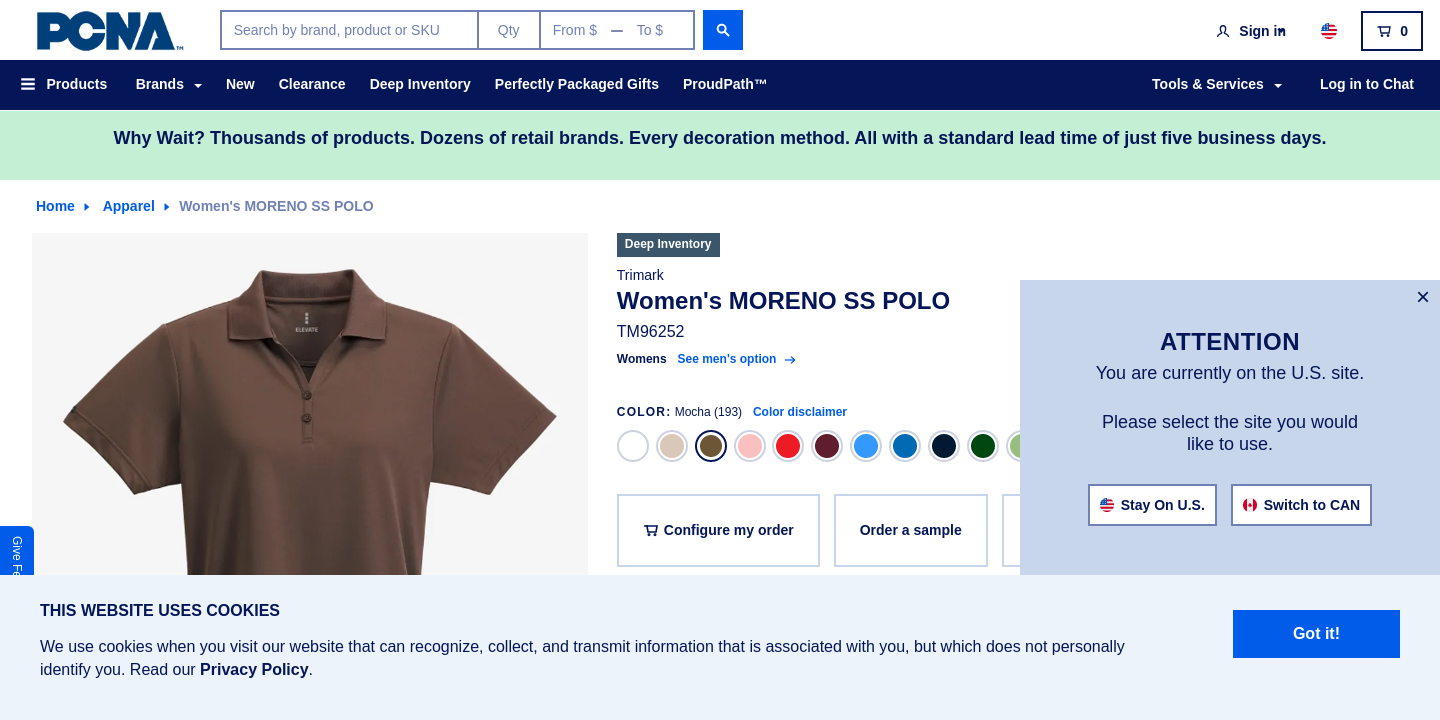 PCNA™
Search by brand, product or SKU
Qty
From $ — To $
Sign in
0
Products
Brands
New
Clearance
Deep Inventory
Perfectly Packaged Gifts
ProudPath™
Tools & Services
Log in to Chat
Why Wait? Thousands of products. Dozens of retail brands. Every decoration method. All with a standard lead time of just five business days.
Home
Apparel
Women's MORENO SS POLO
ELEVATE
Deep Inventory
Trimark
Women's MORENO SS POLO
TM96252
Womens See men's option
COLOR: Mocha (193) Color disclaimer
Configure my order
Order a sample
×
ATTENTION
You are currently on the U.S. site.
Please select the site you would
like to use.
Stay On U.S.
Switch to CAN
Give
THIS WEBSITE USES COOKIES
We use cookies when you visit our website that can recognize, collect, and transmit information that is associated with you, but which does not personally
identify you. Read our Privacy Policy.
Got it!